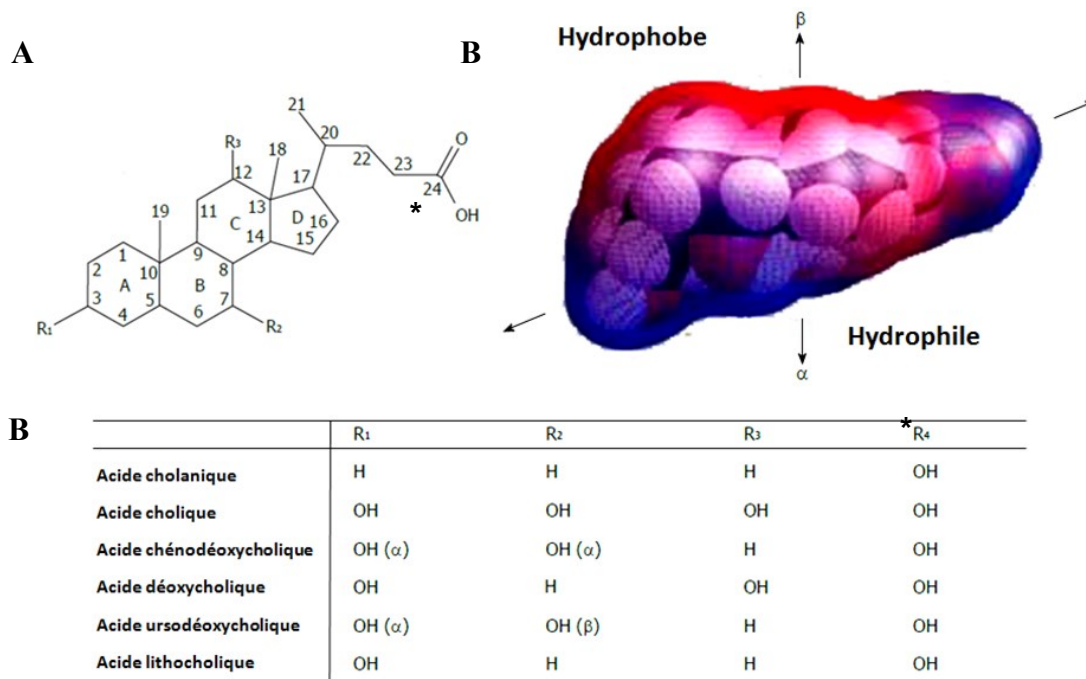 A
21
20
O
R₃
18
22
23
12
17
24
19
11
13
D
16
*
OH
C
14
15
1
9
2
10
8
A
B
3
5
7
4
6
R₁
R₂
B
β
Hydrophobe
Hydrophile
α
B
R₁ R₂ R₃ *R₄
Acide cholanique H H H OH
Acide cholique OH OH OH OH
Acide chénodéoxycholique OH (α) OH (α) H OH
Acide déoxycholique OH H OH OH
Acide ursodéoxycholique OH (α) OH (β) H OH
Acide lithocholique OH H H OH